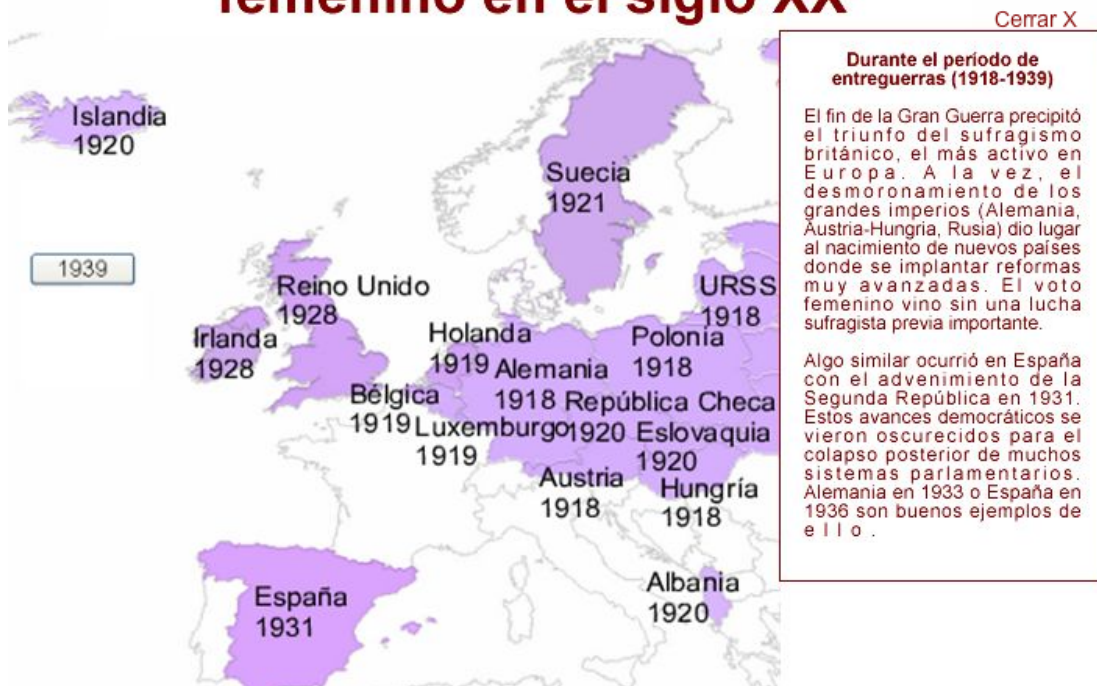 femenino en el siglo XX
Cerrar X
Islandia
1920
Suecia
1921
1939
Reino Unido
1928
Irlanda
1928
URSS
1918
Holanda
1919
Polonia
1918
Alemania
1918
Bélgica
1919
República Checa
1920
Luxemburgo
1919
Eslovaquia
1920
Austria
1918
Hungría
1918
Albania
1920
España
1931
Durante el período de
entreguerras (1918-1939)
El fin de la Gran Guerra precipitó
el triunfo del sufragismo
británico, el más activo en
Europa. A la vez, el
desmoronamiento de los
grandes imperios (Alemania,
Austria-Hungria, Rusia) dio lugar
al nacimiento de nuevos países
donde se implantar reformas
muy avanzadas. El voto
femenino vino sin una lucha
sufragista previa importante.
Algo similar ocurrió en España
con el advenimiento de la
Segunda República en 1931.
Estos avances democráticos se
vieron oscurecidos para el
colapso posterior de muchos
sistemas parlamentarios.
Alemania en 1933 o España en
1936 son buenos ejemplos de
ello.